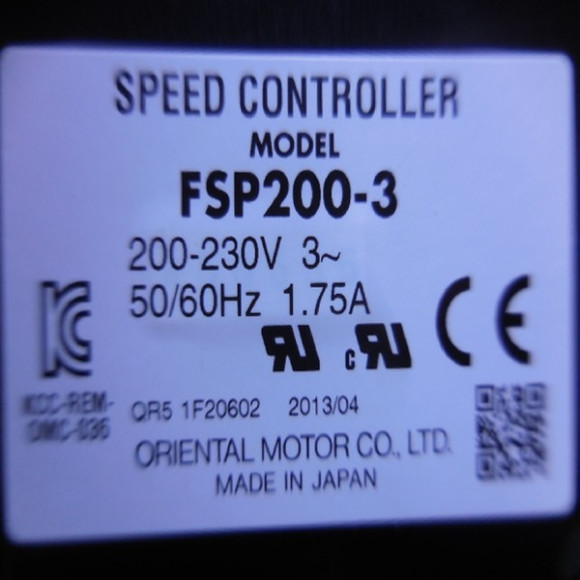 SPEED CONTROLLER
MODEL
FSP200-3
200-230V 3~
50/60Hz 1.75A
KCC-REM-
OMC-036
QR5 1F20602 2013/04
ORIENTAL MOTOR CO., LTD.
MADE IN JAPAN